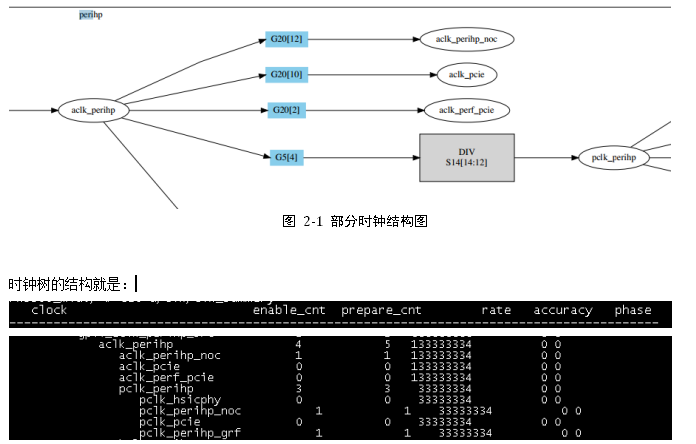 perihp
G20[12]
aclk_perihp_noc
G20[10]
aclk_pcie
aclk_perihp
G20[2]
aclk_perf_pcie
G5[4]
DIV
S14[14:12]
pclk_perihp
图 2-1 部分时钟结构图
时钟树的结构就是:
clock enable_cnt prepare_cnt rate accuracy phase
aclk_perihp 4 5 133333334 0 0
aclk_perihp_noc 1 1 133333334 0 0
aclk_pcie 0 0 133333334 0 0
aclk_perf_pcie 0 0 133333334 0 0
pclk_perihp 3 3 33333334 0 0
pclk_hsicphy 0 0 33333334 0 0
pclk_perihp_noc 1 1 33333334 0 0
pclk_pcie 0 0 33333334 0 0
pclk_perihp_grf 1 1 33333334 0 0